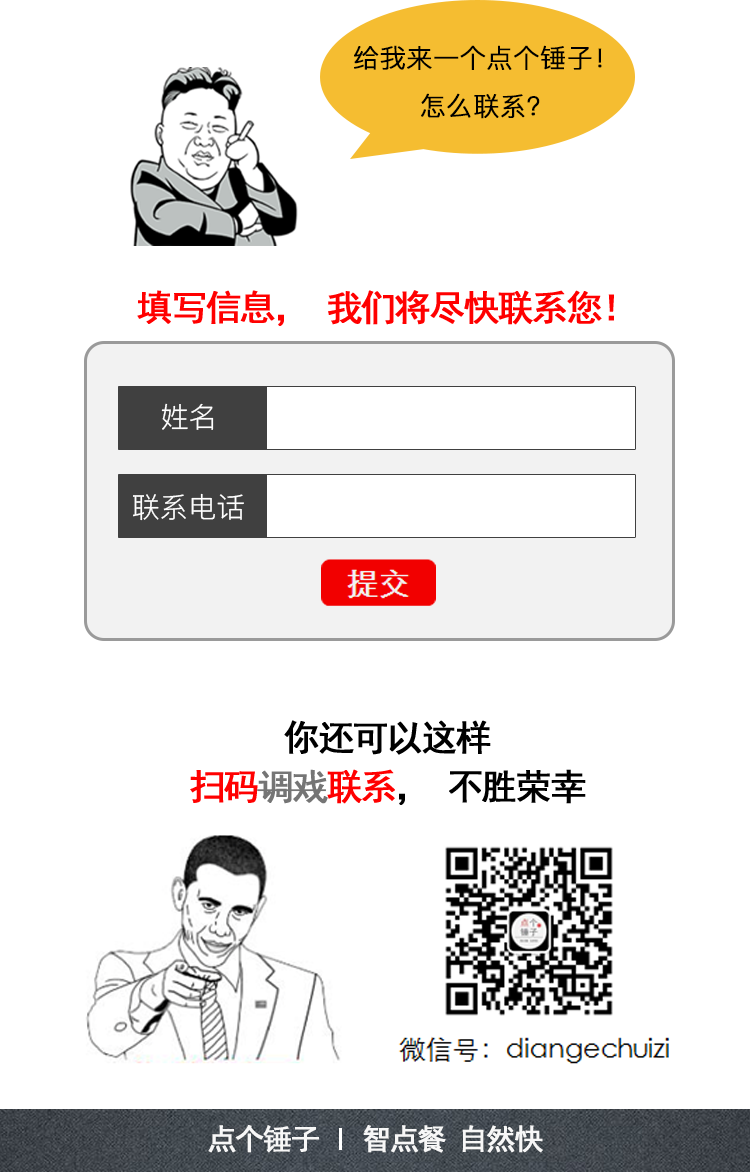 给我来一个点个锤子！
怎么联系？
填写信息， 我们将尽快联系您！
姓名
联系电话
提交
你还可以这样
扫码调戏联系， 不胜荣幸
点个
锤子
微信号：diangechuizi
点个锤子 | 智点餐 自然快